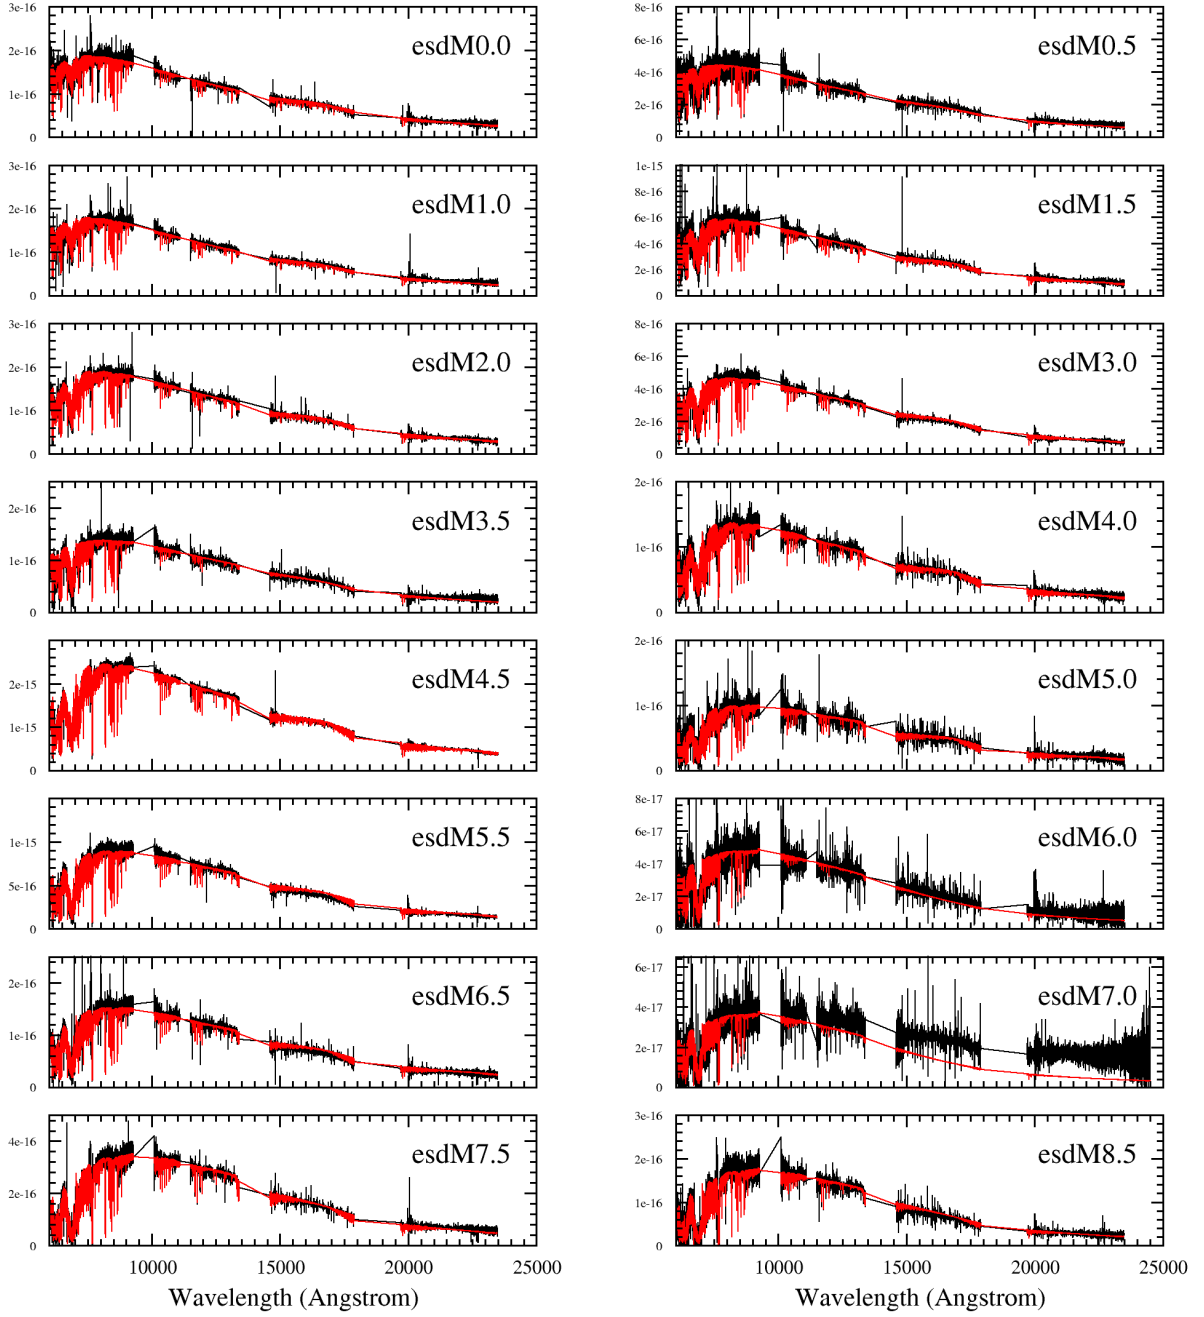 3e-16
2e-16
1e-16
0
esdM0.0
8e-16
6e-16
4e-16
2e-16
0
esdM0.5
3e-16
2e-16
1e-16
0
esdM1.0
1e-15
8e-16
6e-16
4e-16
2e-16
0
esdM1.5
3e-16
2e-16
1e-16
0
esdM2.0
8e-16
6e-16
4e-16
2e-16
0
esdM3.0
2e-16
1e-16
0
esdM3.5
2e-16
1e-16
0
esdM4.0
2e-15
1e-15
0
esdM4.5
2e-16
1e-16
0
esdM5.0
1e-15
5e-16
0
esdM5.5
8e-17
6e-17
4e-17
2e-17
0
esdM6.0
2e-16
1e-16
0
esdM6.5
6e-17
4e-17
2e-17
0
esdM7.0
4e-16
2e-16
0
esdM7.5
3e-16
2e-16
1e-16
0
esdM8.5
10000 15000 20000 25000
10000 15000 20000 25000
Wavelength (Angstrom)
Wavelength (Angstrom)